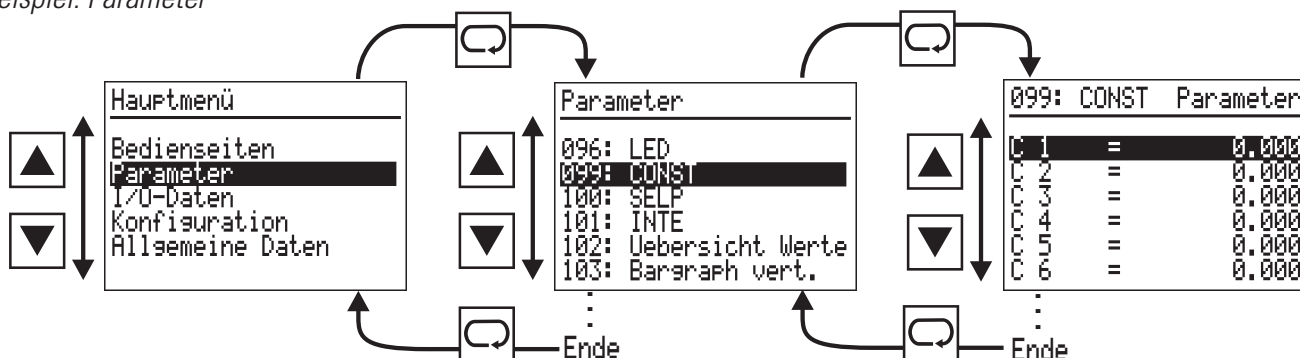 eispiel: Parameter
Hauptmenü
Bedienseiten
Parameter
I/O-Daten
Konfiguration
Allgemeine Daten
Parameter
096: LED
099: CONST
100: SELP
101: INTE
102: Uebersicht Werte
103: Bargraph vert.
Ende
099: CONST Parameter
C 1 = 0.000
C 2 = 0.000
C 3 = 0.000
C 4 = 0.000
C 5 = 0.000
C 6 = 0.000
Ende